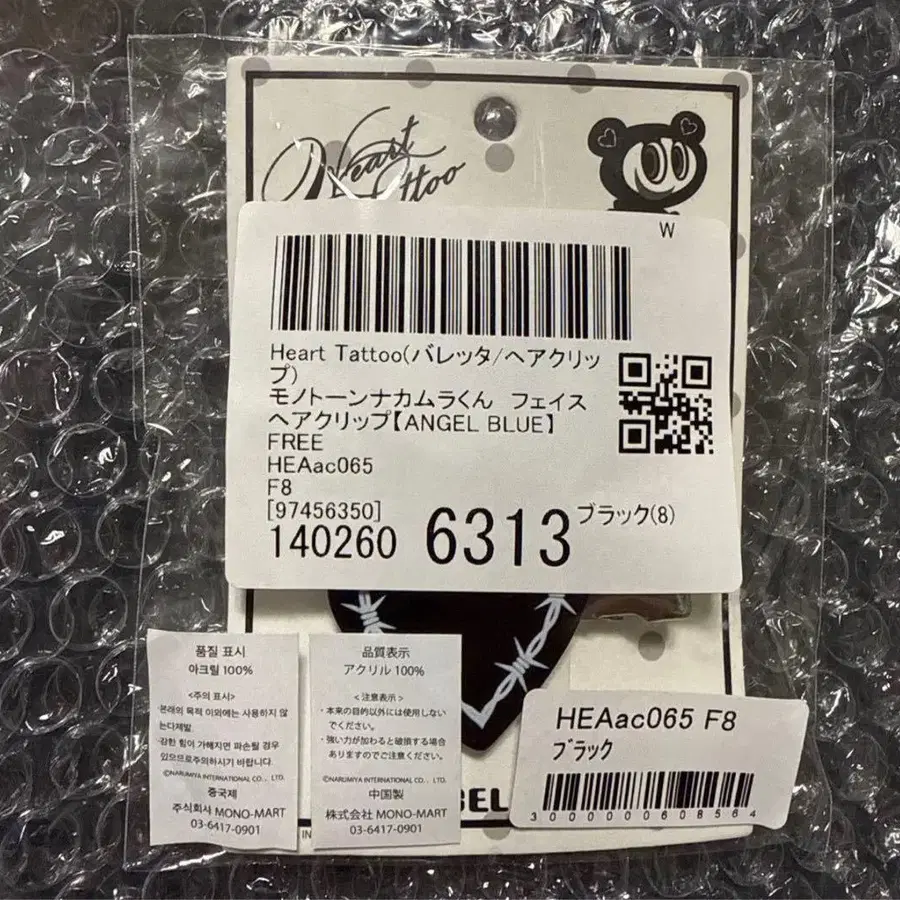 Heart
Tattoo
W
Heart Tattoo(バレッタ/ヘアクリッ
プ)
モノトーンナカムラくん フェイス
ヘアクリップ【ANGEL BLUE】
FREE
HEAac065
F8
[97456350]
140260 6313 ブラック(8)
품질 표시
아크릴 100%
<주의 표시>
·본래의 목적 이외에는 사용하지 않
는다제발.
·강한 힘이 가해지면 파손될 경우
있으므로주의하시기 바랍니다.
©NARUMIYA INTERNATIONAL CO., LTD.
중국제
주식회사 MONO-MART
03-6417-0901
品質表示
アクリル 100%
<注意表示>
・本来の目的以外には使用しない
でください。
・強い力が加わると破損する場合
ありますのでご注意ください。
©NARUMIYA INTERNATIONAL CO., LTD.
中国製
株式会社 MONO-MART
03-6417-0901
HEAac065 F8
ブラック
3000000608564
IN